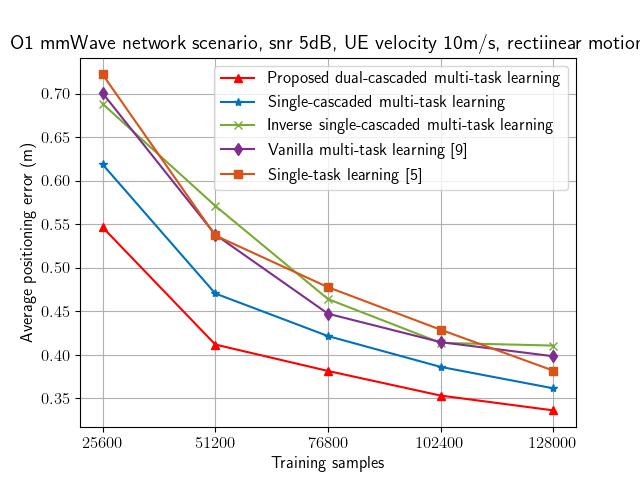 O1 mmWave network scenario, snr 5dB, UE velocity 10m/s, rectiinear motion
Proposed dual-cascaded multi-task learning
Single-cascaded multi-task learning
Inverse single-cascaded multi-task learning
Vanilla multi-task learning [9]
Single-task learning [5]
Average positioning error (m)
0.70
0.65
0.60
0.55
0.50
0.45
0.40
0.35
25600 51200 76800 102400 128000
Training samples